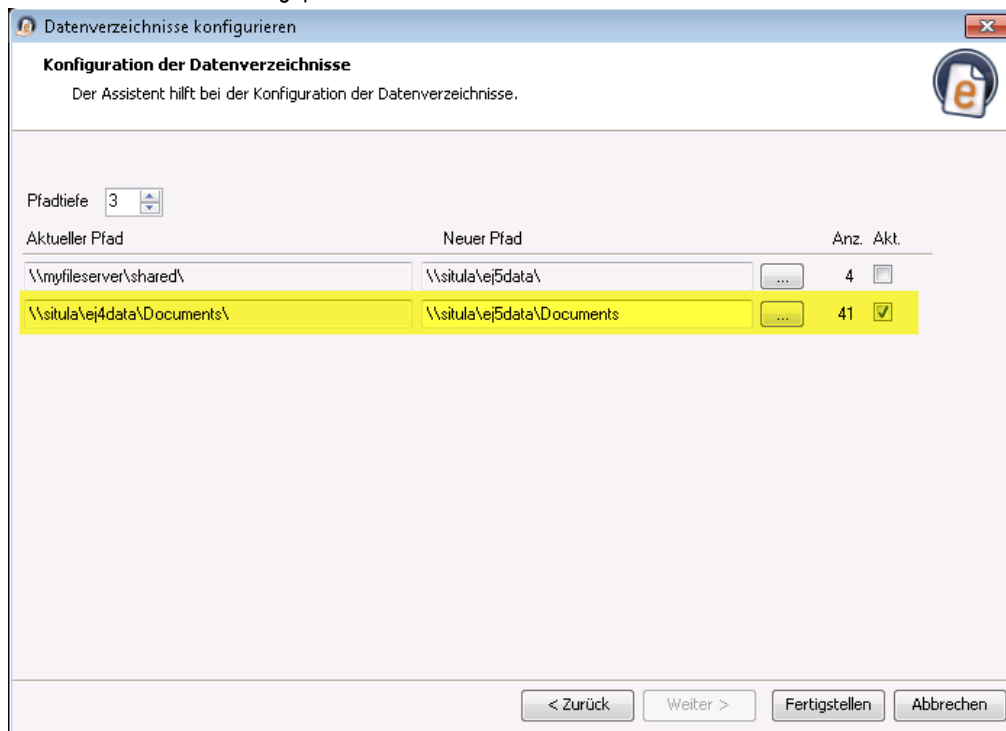 Datenverzeichnisse konfigurieren
Konfiguration der Datenverzeichnisse
Der Assistent hilft bei der Konfiguration der Datenverzeichnisse.
e
Pfadtiefe 3
Aktueller Pfad Neuer Pfad Anz. Akt.
\\myfileserver\shared\ \\situla\ej5data\ ... 4
\\situla\ej4data\Documents\ \\situla\ej5data\Documents ... 41
< Zurück Weiter > Fertigstellen Abbrechen